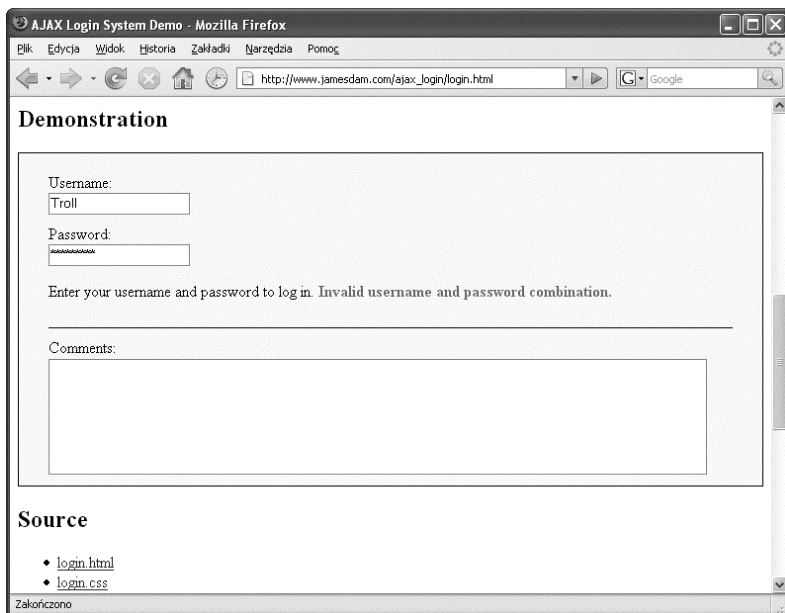 AJAX Login System Demo - Mozilla Firefox
Plik Edycja Widok Historia Zakładki Narzędzia Pomoc
http://www.jamesdam.com/ajax_login/login.html G Google
Demonstration
Username:
Troll
Password:
*********
Enter your username and password to log in. Invalid username and password combination.
Comments:
Source
• login.html
• login.css
Zakończono